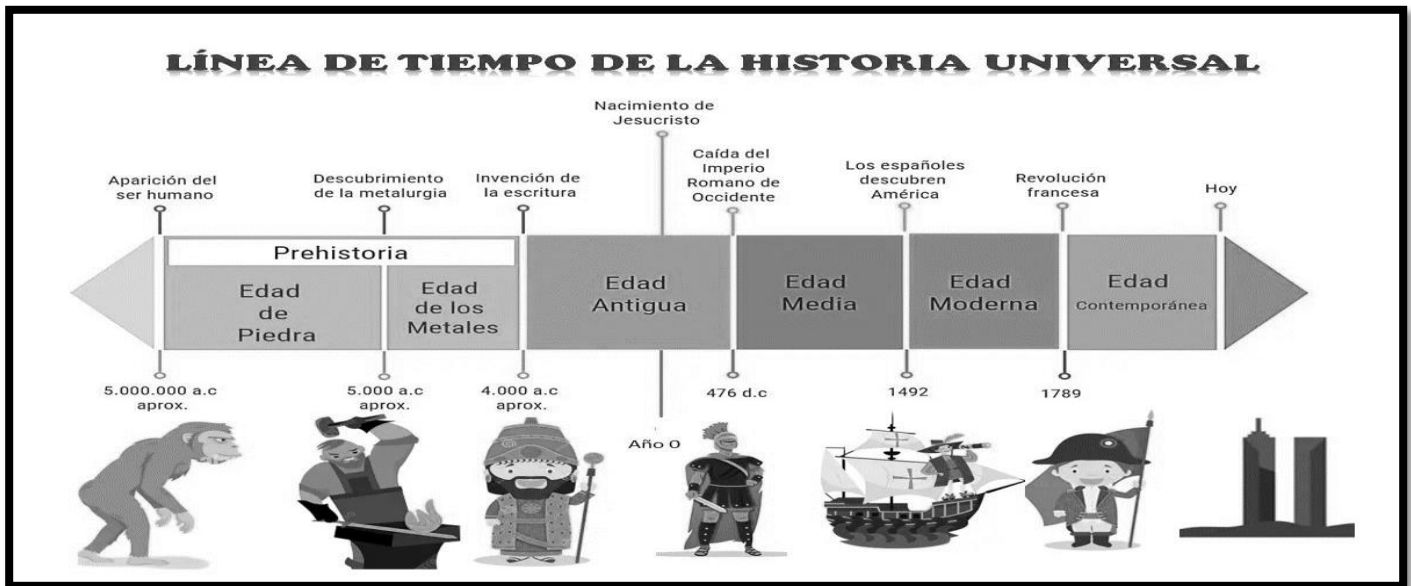 LÍNEA DE TIEMPO DE LA HISTORIA UNIVERSAL
Nacimiento de
Jesucristo
Aparición del
ser humano
Descubrimiento
de la metalurgia
Invención de
la escritura
Caída del
Imperio
Romano de
Occidente
Los españoles
descubren
América
Revolución
francesa
Hoy
Prehistoria
Edad
de
Piedra
Edad
de los
Metales
Edad
Antigua
Edad
Media
Edad
Moderna
Edad
Contemporánea
5.000.000 a.c
aprox.
5.000 a.c
aprox.
4.000 a.c
aprox.
Año 0
476 d.c
1492
1789